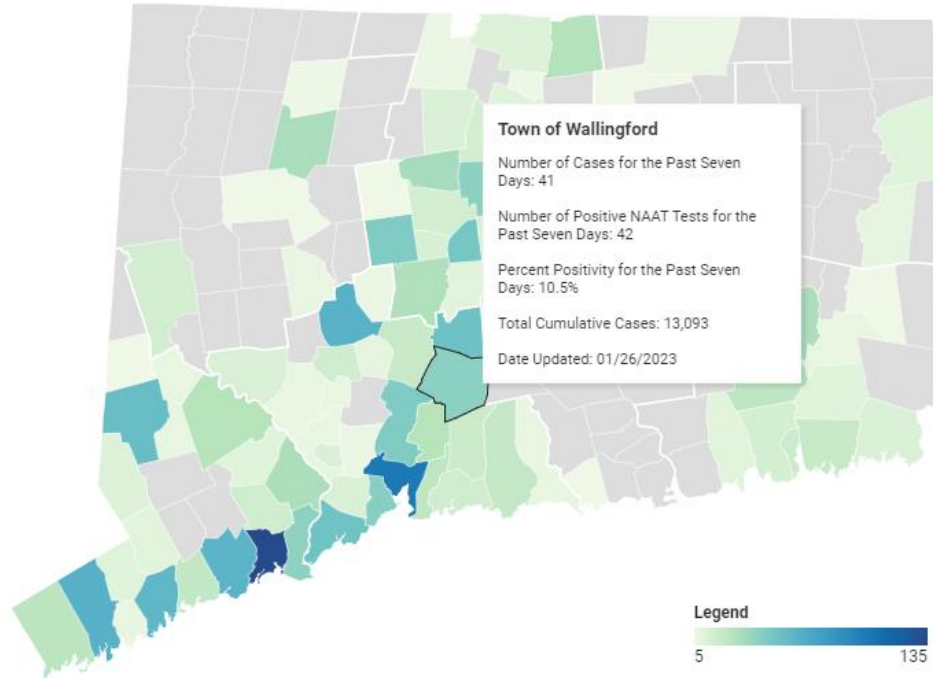 Town of Wallingford
Number of Cases for the Past Seven
Days: 41
Number of Positive NAAT Tests for the
Past Seven Days: 42
Percent Positivity for the Past Seven
Days: 10.5%
Total Cumulative Cases: 13,093
Date Updated: 01/26/2023
Legend
5 135